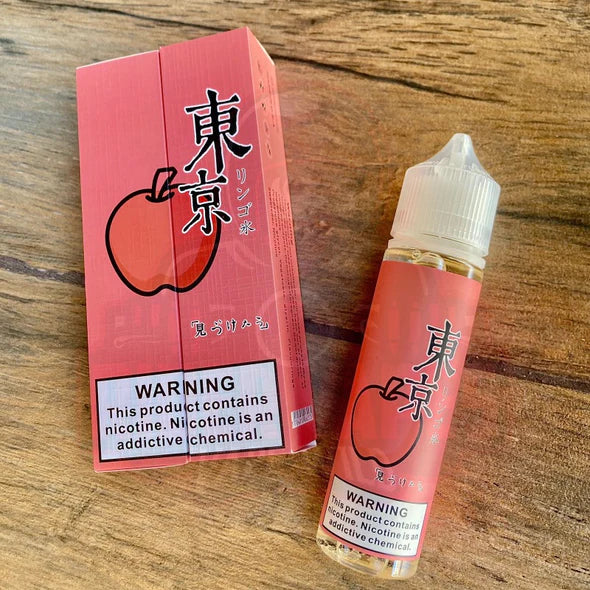 東京
リンゴ氷
WARNING
This product contains
nicotine. Nicotine is an
addictive chemical.
東京
リンゴ氷
WARNING
This product contains
nicotine. Nicotine is an
addictive chemical.